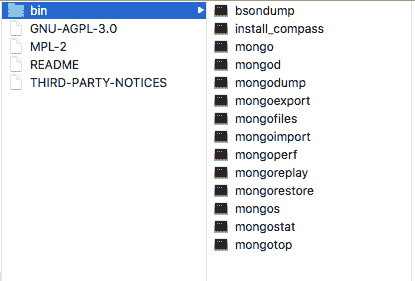 bin
GNU-AGPL-3.0
MPL-2
README
THIRD-PARTY-NOTICES
bsondump
install_compass
mongo
mongod
mongodump
mongoexport
mongofiles
mongoimport
mongoperf
mongoreplay
mongorestore
mongos
mongostat
mongotop